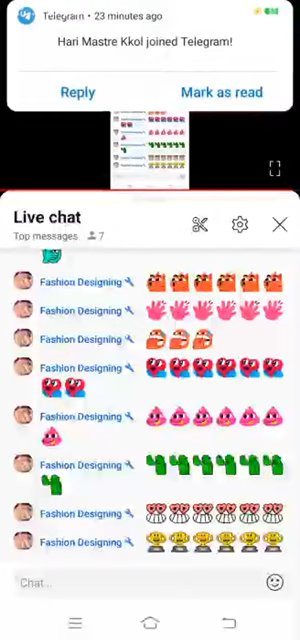 Telegram • 23 minutes ago
Hari Mastre Kkol joined Telegram!
Reply
Mark as read
Live chat
Top messages
7
Fashion Designing
Fashion Designing
Fashion Designing
Fashion Designing
Fashion Designing
Fashion Designing
Fashion Designing
Fashion Designing
Chat...